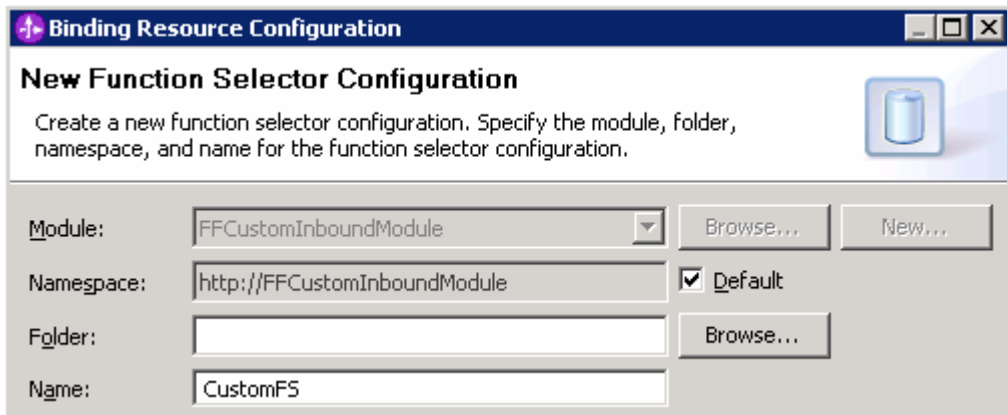 Binding Resource Configuration
New Function Selector Configuration
Create a new function selector configuration. Specify the module, folder,
namespace, and name for the function selector configuration.
Module: FFCustomInboundModule Browse... New...
Namespace: http://FFCustomInboundModule Default
Folder: Browse...
Name: CustomFS